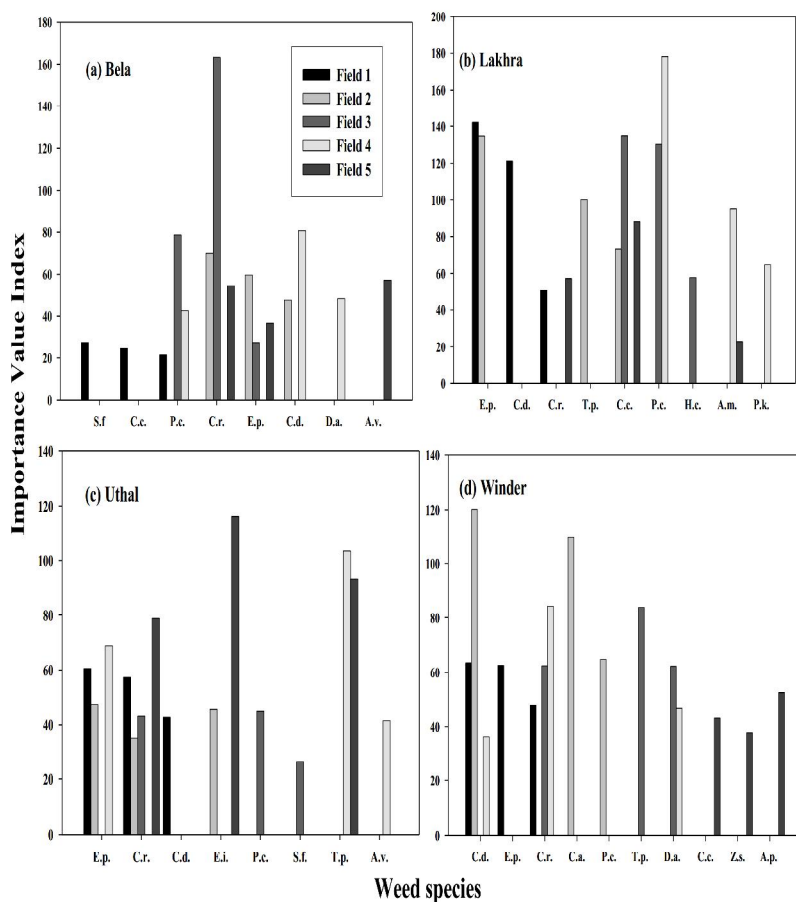 Importance Value Index
(a) Bela
Field 1
Field 2
Field 3
Field 4
Field 5
180
160
140
120
100
80
60
40
20
0
S.f C.c. P.c. C.r. E.p. C.d. D.a. A.v.
(b) Lakhra
200
180
160
140
120
100
80
60
40
20
0
E.p. C.d. C.r. T.p. C.c. P.c. H.c. A.m. P.k.
(c) Uthal
140
120
100
80
60
40
20
0
E.p. C.r. C.d. E.i. P.c. S.f. T.p. A.v.
(d) Winder
140
120
100
80
60
40
20
0
C.d. E.p. C.r. C.a. P.c. T.p. D.a. C.c. Z.s. A.p.
Weed species